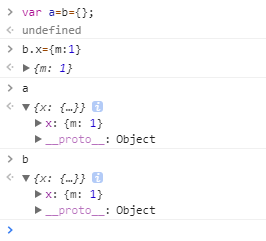 > var a=b={};
< undefined
> b.x={m:1}
< ▶ {m: 1}
> a
< ▼ {x: {…}} i
▶ x: {m: 1}
▶ __proto__: Object
> b
< ▼ {x: {…}} i
▶ x: {m: 1}
▶ __proto__: Object
>